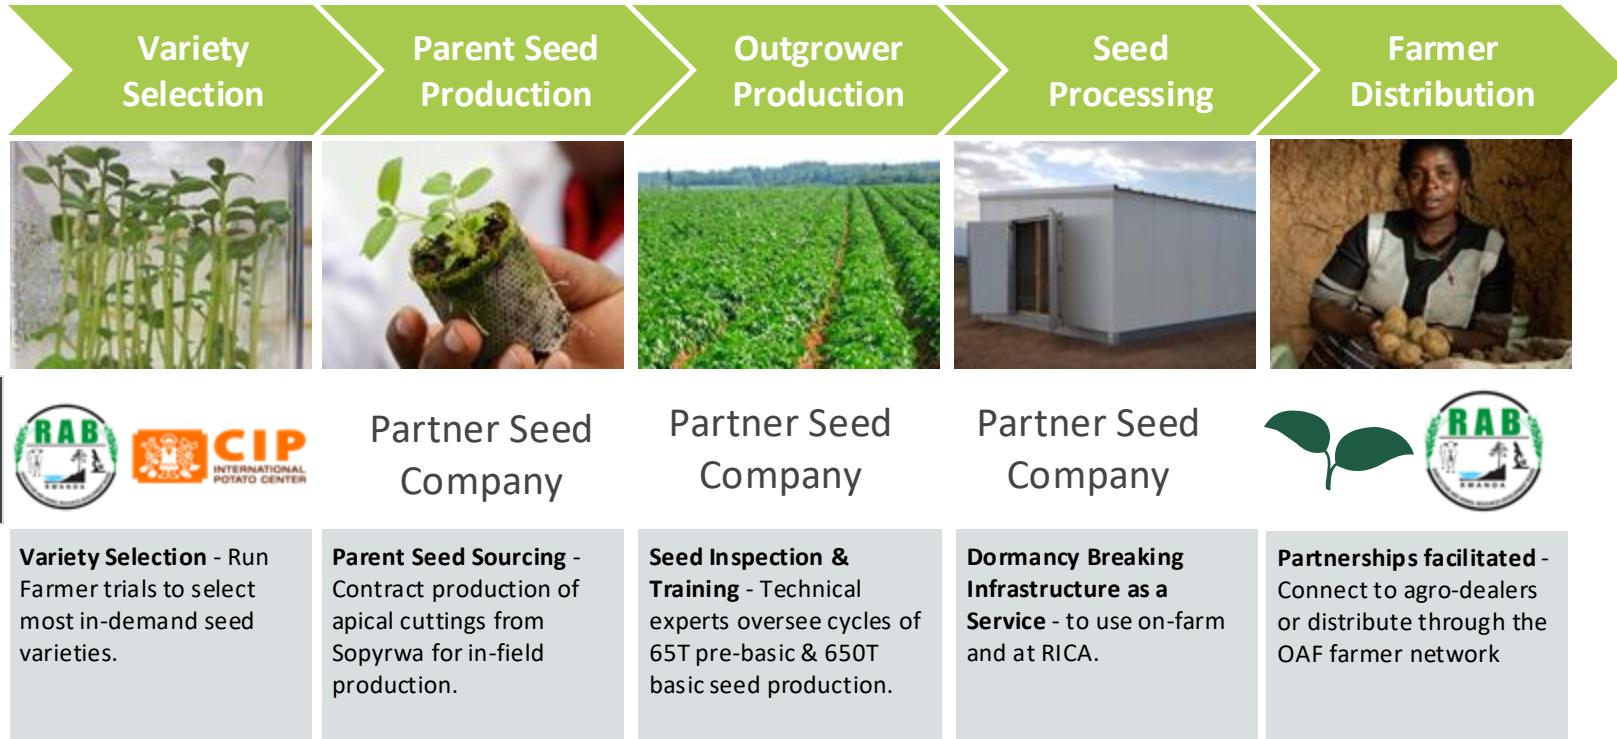 Variety
Selection
Parent Seed
Production
Outgrower
Production
Seed
Processing
Farmer
Distribution
RAB
RWANDA
CIP
INTERNATIONAL
POTATO CENTER
Partner Seed
Company
Partner Seed
Company
Partner Seed
Company
RAB
RWANDA
Variety Selection - Run
Farmer trials to select
most in-demand seed
varieties.
Parent Seed Sourcing -
Contract production of
apical cuttings from
Sopyrwa for in-field
production.
Seed Inspection &
Training - Technical
experts oversee cycles of
65T pre-basic & 650T
basic seed production.
Dormancy Breaking
Infrastructure as a
Service - to use on-farm
and at RICA.
Partnerships facilitated -
Connect to agro-dealers
or distribute through the
OAF farmer network